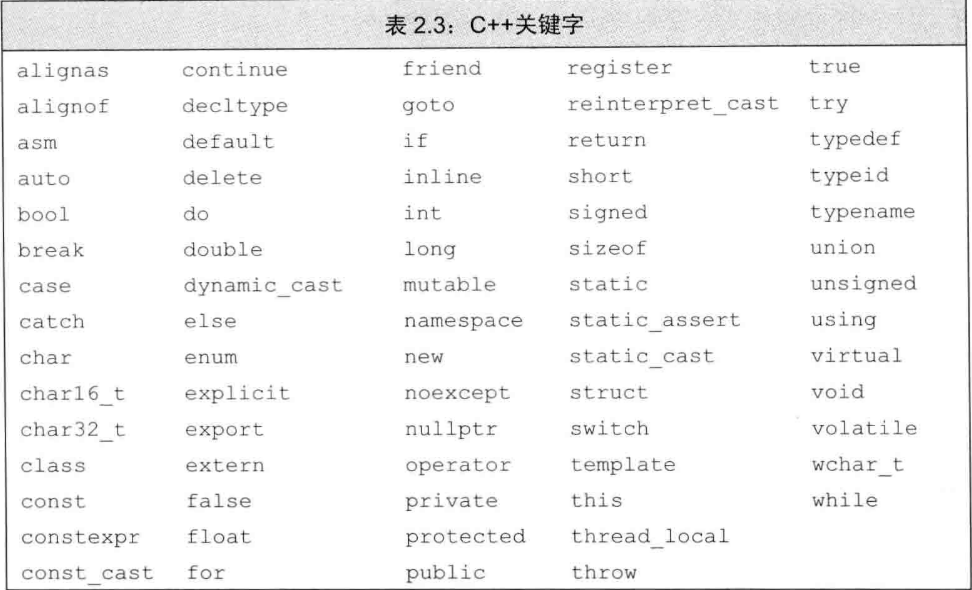 表 2.3：C++关键字
alignas continue friend register true
alignof decltype goto reinterpret_cast try
asm default if return typedef
auto delete inline short typeid
bool do int signed typename
break double long sizeof union
case dynamic_cast mutable static unsigned
catch else namespace static_assert using
char enum new static_cast virtual
char16_t explicit noexcept struct void
char32_t export nullptr switch volatile
class extern operator template wchar_t
const false private this while
constexpr float protected thread_local
const_cast for public throw